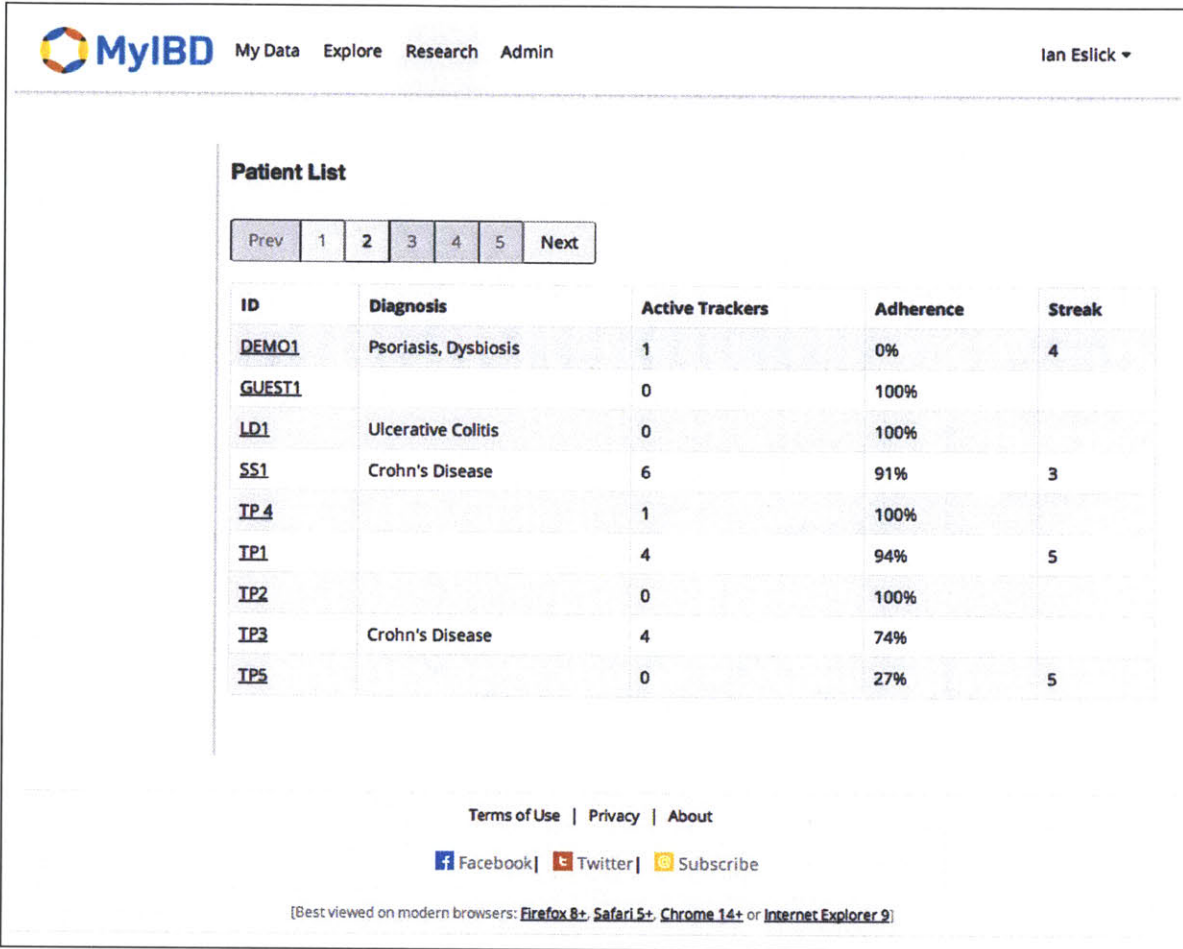 MyIBD My Data Explore Research Admin Ian Eslick
Patient List
Prev 1 2 3 4 5 Next
ID Diagnosis Active Trackers Adherence Streak
DEMO1 Psoriasis, Dysbiosis 1 0% 4
GUEST1 0 100%
LD1 Ulcerative Colitis 0 100%
SS1 Crohn's Disease 6 91% 3
TP 4 1 100%
TP1 4 94% 5
TP2 0 100%
TP3 Crohn's Disease 4 74%
TP5 0 27% 5
Terms of Use | Privacy | About
f Facebook| t Twitter| @ Subscribe
[Best viewed on modern browsers: Firefox 8+, Safari 5+, Chrome 14+ or Internet Explorer 9]